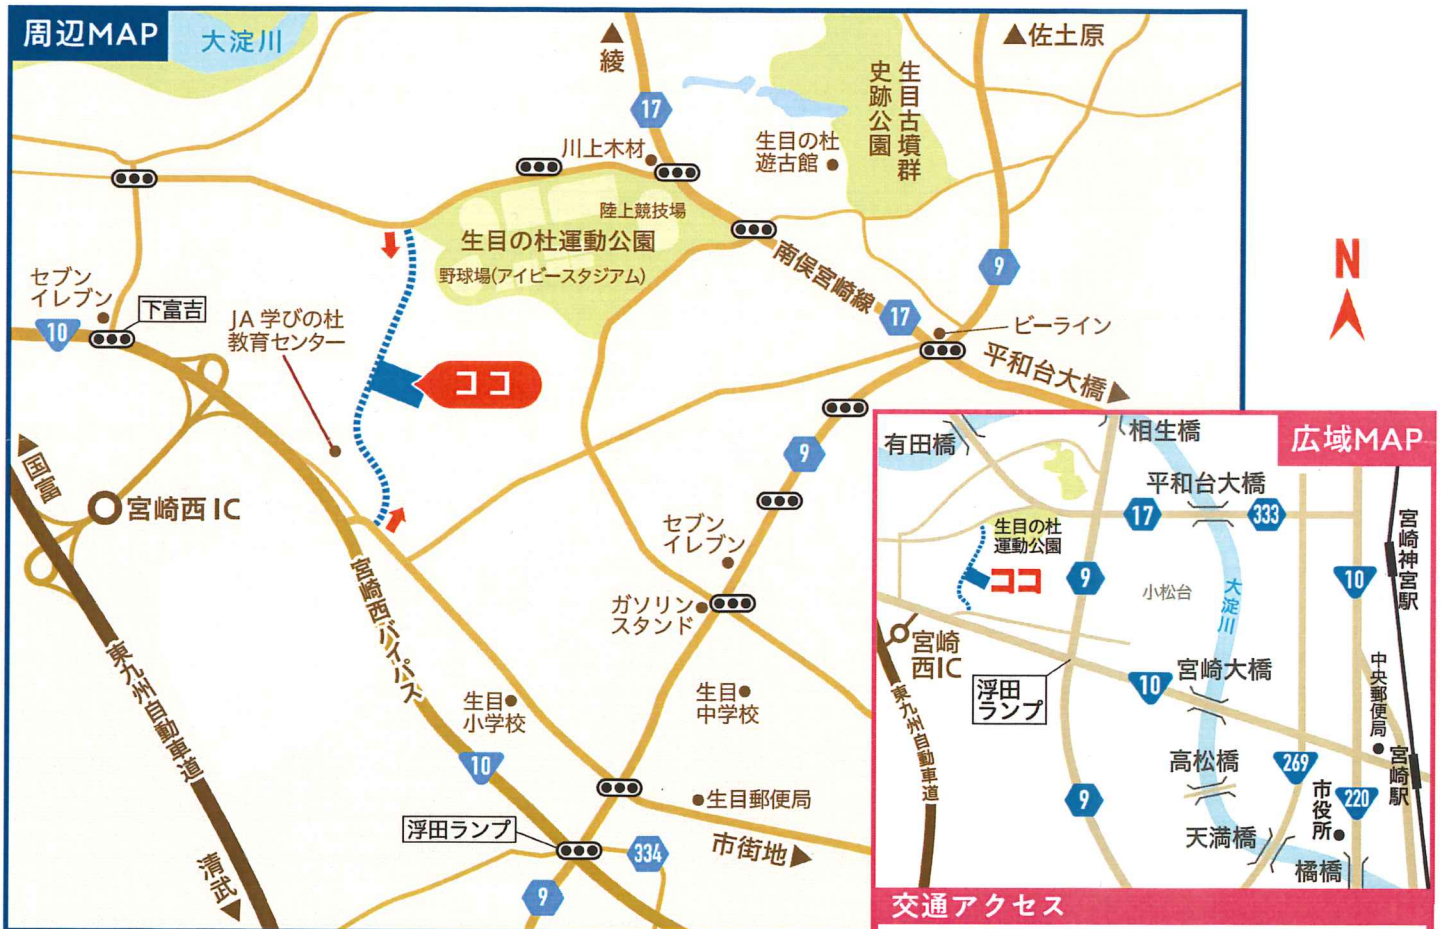 周辺MAP
大淀川
▲
綾
17
▲佐土原
生目古墳群
史跡公園
川上木材
生目の杜
遊古館
陸上競技場
生目の杜運動公園
野球場(アイビースタジアム)
南俣宮崎線
9
17
セブン
イレブン
下富吉
10
JA 学びの杜
教育センター
ココ
ビーライン
平和台大橋▶
N
9
▲国富
宮崎西IC
セブン
イレブン
ガソリン
スタンド
宮崎西バイパス
東九州自動車道
生目
小学校
生目
中学校
10
生目郵便局
浮田ランプ
334
市街地▶
9
清武▼
広域MAP
有田橋
相生橋
平和台大橋
17
333
生目の杜
運動公園
ココ
9
小松台
大淀川
10
宮崎神宮駅
宮崎
西IC
浮田
ランプ
10
宮崎大橋
中央郵便局
東九州自動車道
高松橋
269
宮崎駅
9
市役所
220
天満橋
橘橋
交通アクセス